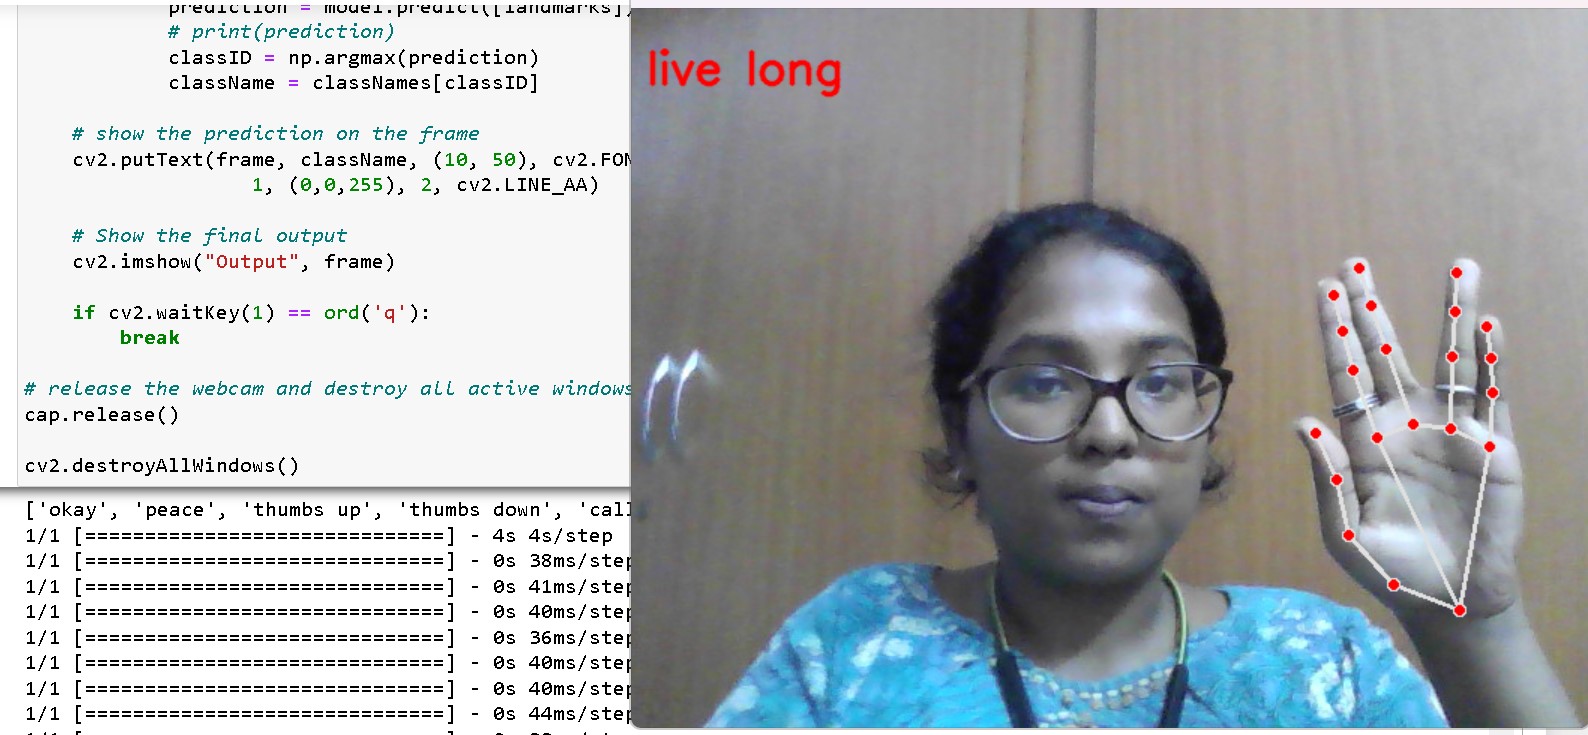 prediction = model.predict([landmarks])
# print(prediction)
classID = np.argmax(prediction)
className = classNames[classID]
# show the prediction on the frame
cv2.putText(frame, className, (10, 50), cv2.FON
1, (0,0,255), 2, cv2.LINE_AA)
# Show the final output
cv2.imshow("Output", frame)
if cv2.waitKey(1) == ord('q'):
break
# release the webcam and destroy all active windows
cap.release()
cv2.destroyAllWindows()
['okay', 'peace', 'thumbs up', 'thumbs down', 'call
1/1 [==============================] - 4s 4s/step
1/1 [==============================] - 0s 38ms/step
1/1 [==============================] - 0s 41ms/step
1/1 [==============================] - 0s 40ms/step
1/1 [==============================] - 0s 36ms/step
1/1 [==============================] - 0s 40ms/step
1/1 [==============================] - 0s 40ms/step
1/1 [==============================] - 0s 44ms/step
live long